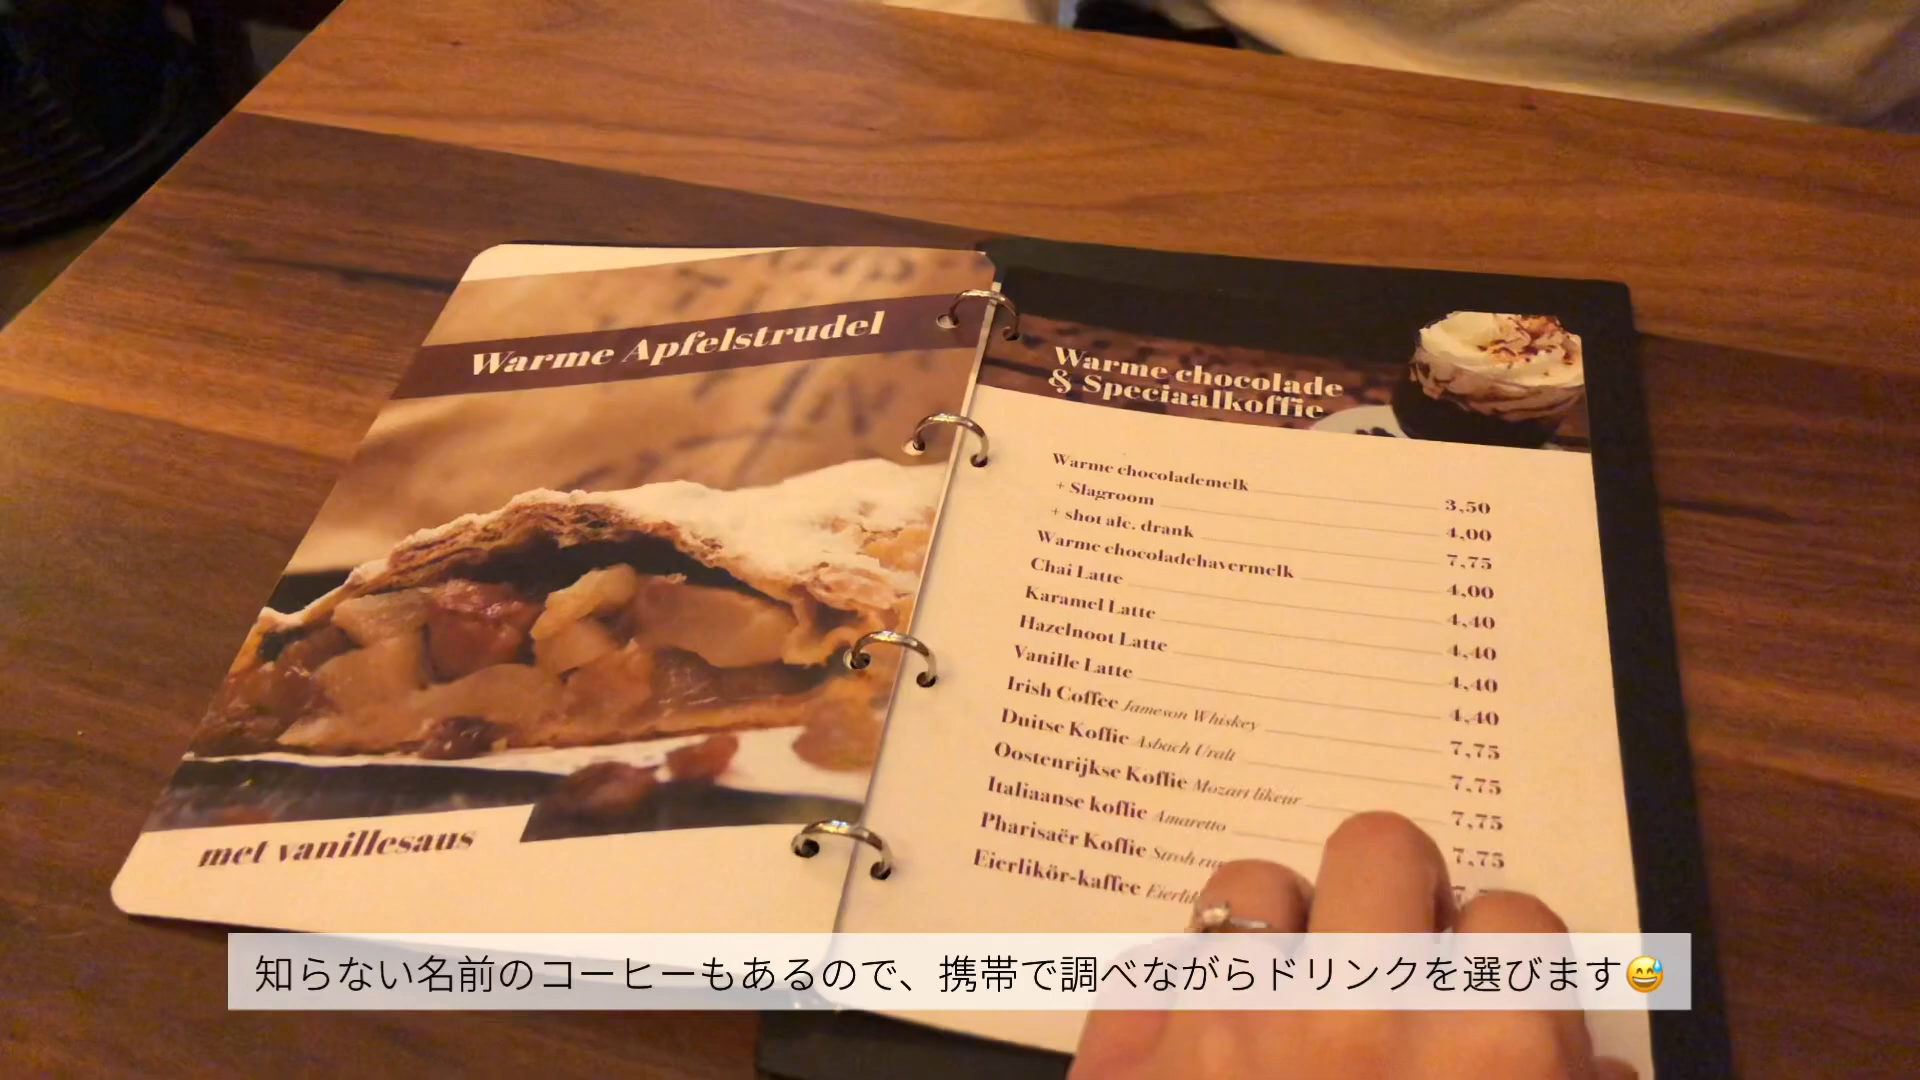 Warme Apfelstrudel
met vanillesaus
Warme chocolade
& Speciaalkoffie
Warme chocolademelk 3,50
+ Slagroom 4,00
+ shot alc. drank 7,75
Warme chocoladehavermelk 4,00
Chai Latte 4,40
Karamel Latte 4,40
Hazelnoot Latte 4,40
Vanille Latte 4,40
Irish Coffee Jameson Whiskey 7,75
Duitse Koffie Asbach Uralt 7,75
Oostenrijkse Koffie Mozart likeur 7,75
Italiaanse koffie Amaretto 7,75
Pharisaër Koffie Stroh
Eierlikör-kaffee
知らない名前のコーヒーもあるので、携帯で調べながらドリンクを選びます😅